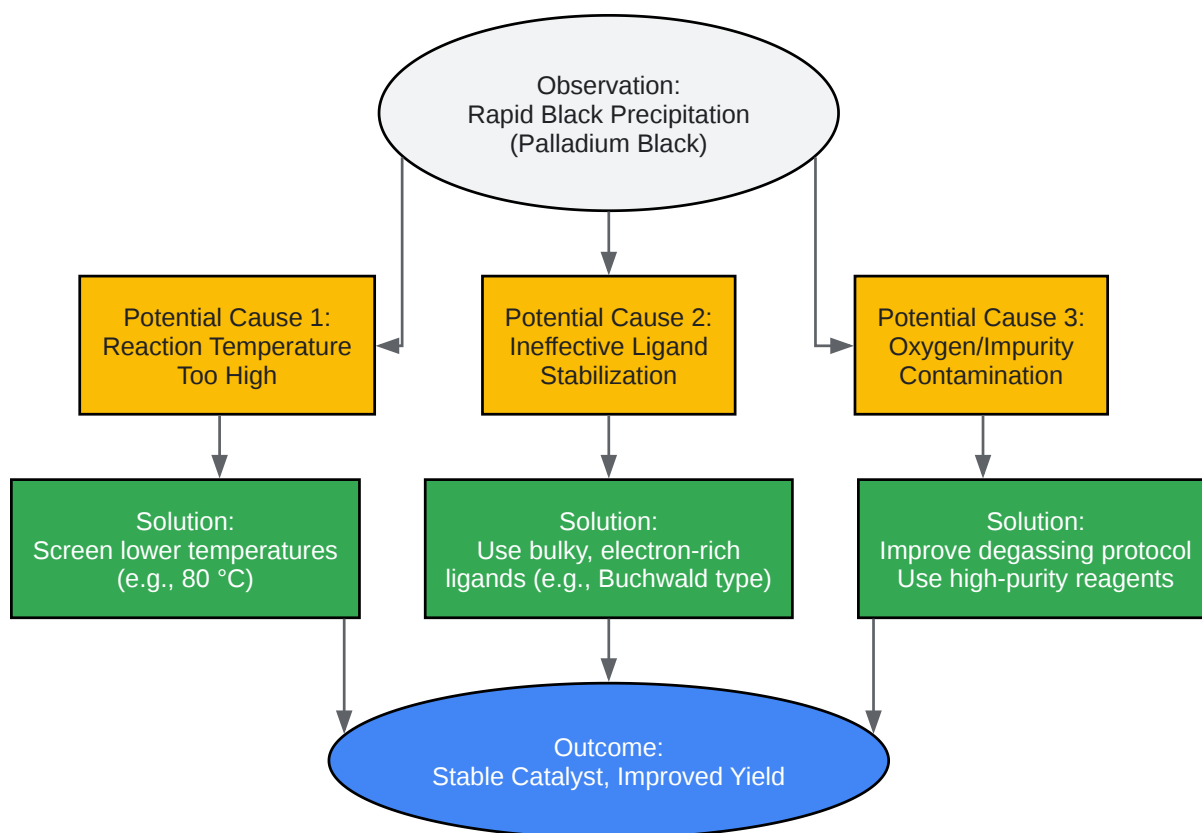 Observation:
Rapid Black Precipitation
(Palladium Black)
Potential Cause 1:
Reaction Temperature
Too High
Potential Cause 2:
Ineffective Ligand
Stabilization
Potential Cause 3:
Oxygen/Impurity
Contamination
Solution:
Screen lower temperatures
(e.g., 80 °C)
Solution:
Use bulky, electron-rich
ligands (e.g., Buchwald type)
Solution:
Improve degassing protocol
Use high-purity reagents
Outcome:
Stable Catalyst, Improved Yield